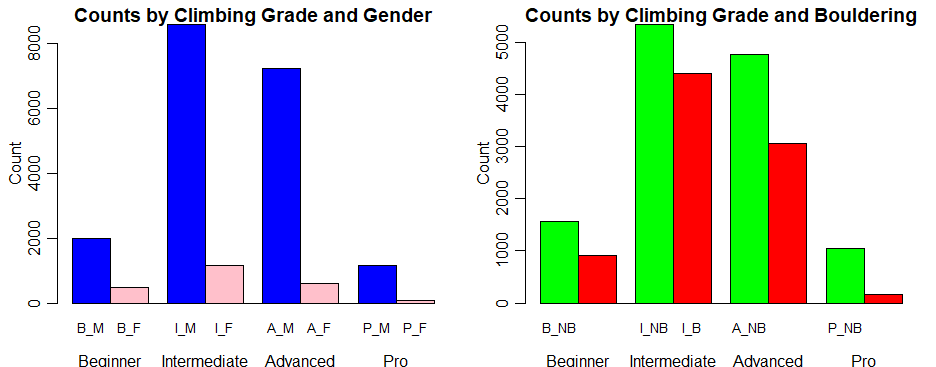 Counts by Climbing Grade and Gender
Count
8000
6000
4000
2000
0
B_M B_F I_M I_F A_M A_F P_M P_F
Beginner Intermediate Advanced Pro
Counts by Climbing Grade and Bouldering
Count
5000
4000
3000
2000
1000
0
B_NB I_NB I_B A_NB P_NB
Beginner Intermediate Advanced Pro